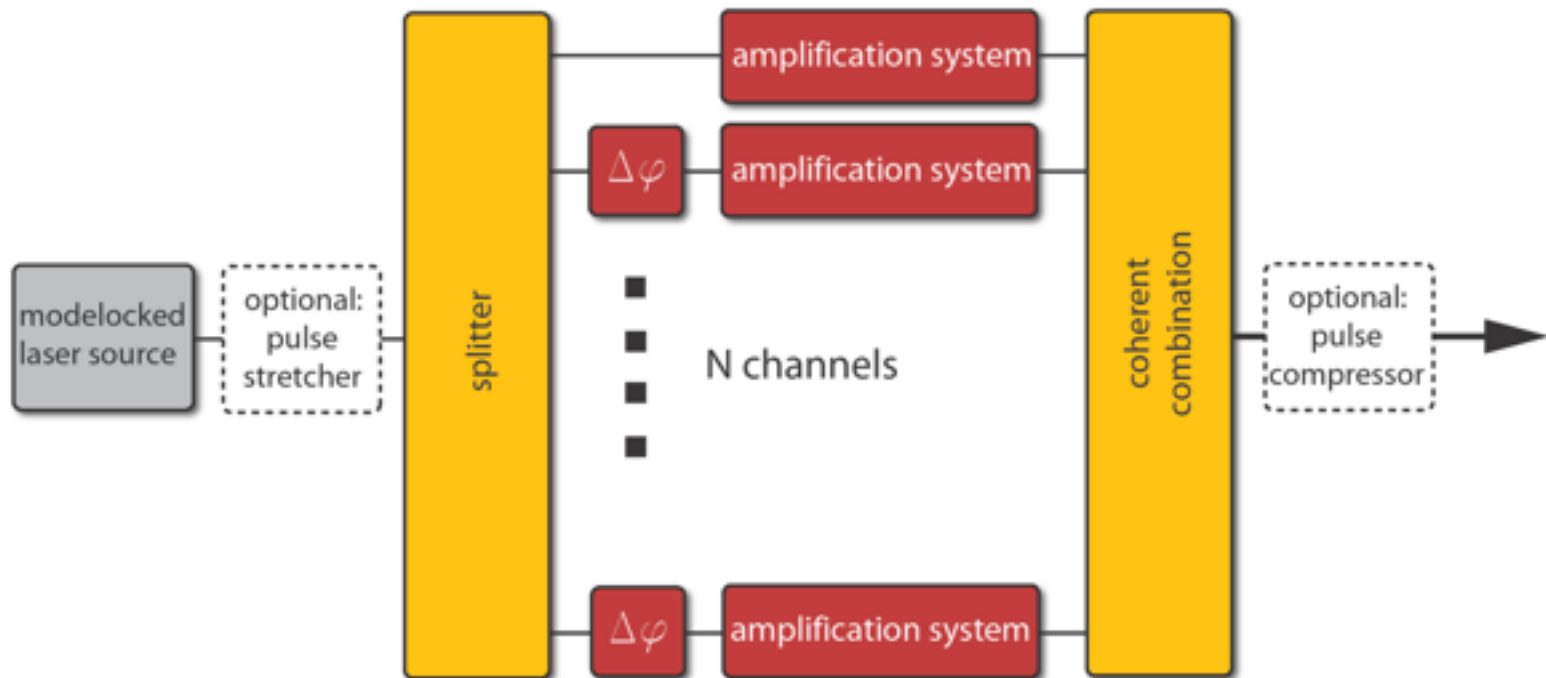 modelocked
laser source
optional:
pulse
stretcher
splitter
amplification system
Δφ
amplification system
N channels
Δφ
amplification system
coherent
combination
optional:
pulse
compressor